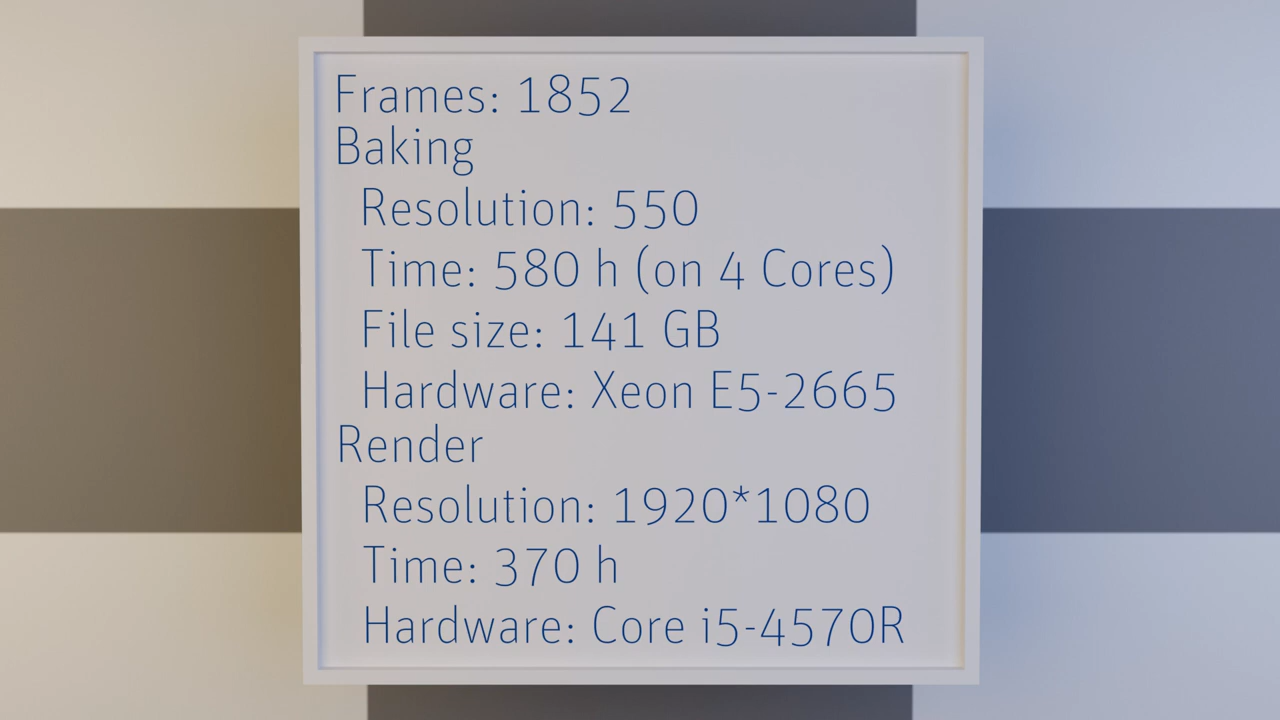 Frames: 1852
Baking
Resolution: 550
Time: 580 h (on 4 Cores)
File size: 141 GB
Hardware: Xeon E5-2665
Render
Resolution: 1920*1080
Time: 370 h
Hardware: Core i5-4570R